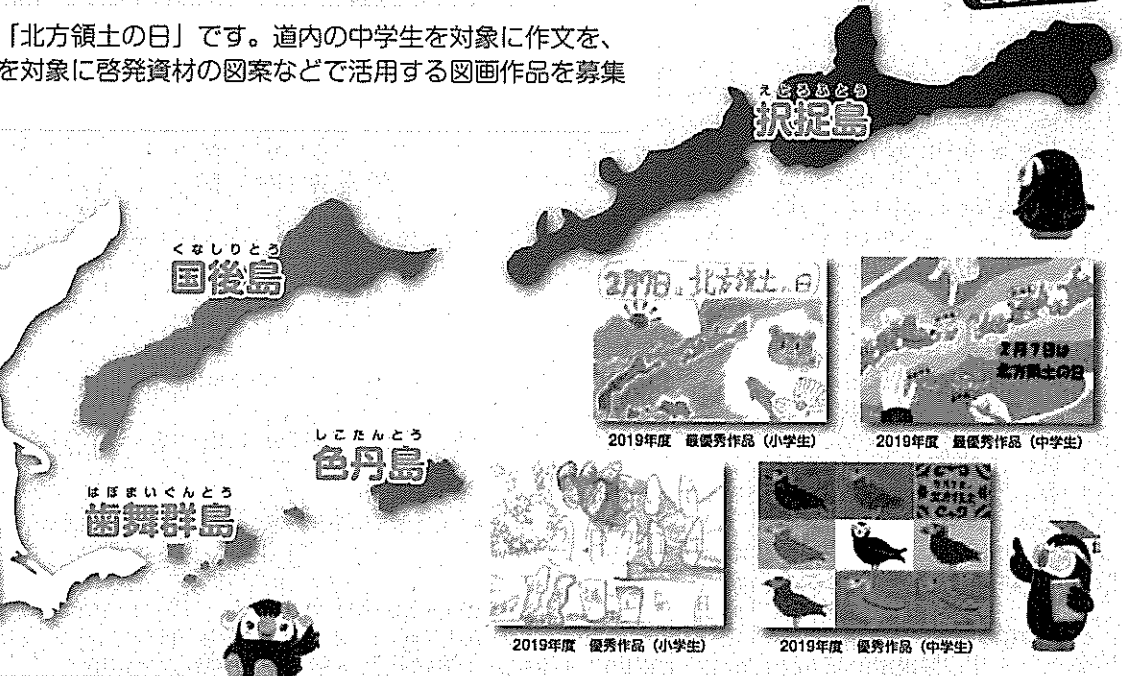 「北方領土の日」です。道内の中学生を対象に作文を、
を対象に啓発資材の図案などで活用する図画作品を募集
えとろふとう
択捉島
くなしりとう
国後島
2月7日は北方領土の日
2月7日は
北方領土の日
2019年度 最優秀作品（小学生）
2019年度 最優秀作品（中学生）
しこたんとう
色丹島
はぼまいぐんとう
歯舞群島
2019年度 優秀作品（小学生）
2019年度 優秀作品（中学生）